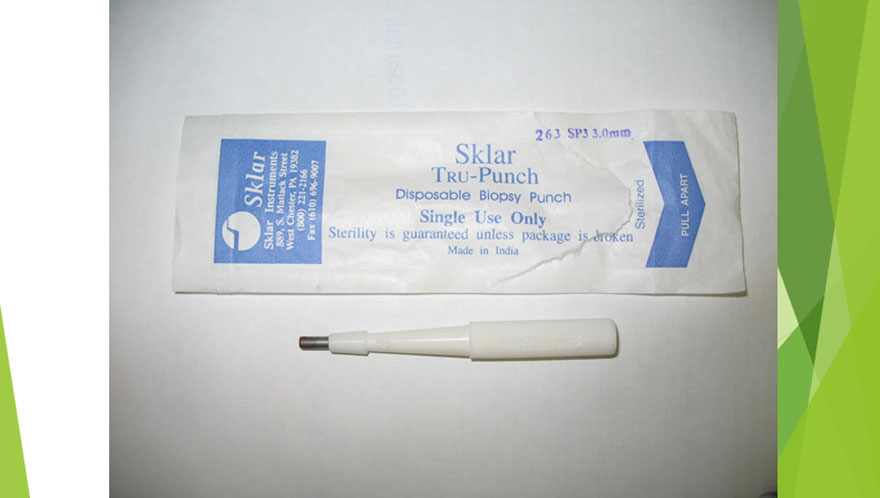 263 SP3 3.0mm
Sklar
TRU-Punch
Disposable Biopsy Punch
Single Use Only
Sterility is guaranteed unless package is broken
Made in India
Sklar
Sklar Instruments
889, S. Matlack Street
West Chester, PA 19382
(800) 221-2166
Fax (610) 696-9007
Sterilized
PULL APART
Sklar